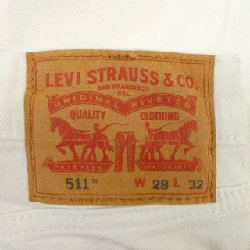 LEVI STRAUSS & CO.
SAN FRANCISCO
CAL.
ORIGINAL RIVETED
QUALITY CLOTHING
511™ W 28 L 32